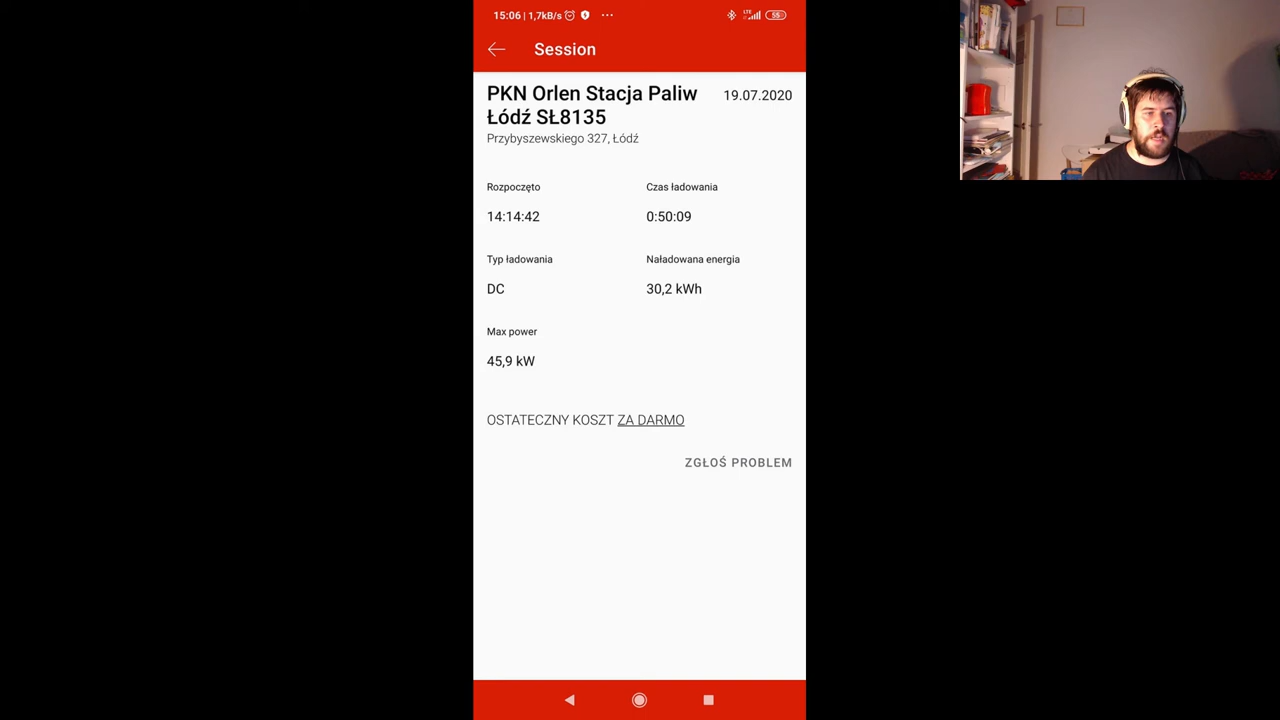 15:06 | 1,7kB/s ...
LTE 55
Session
PKN Orlen Stacja Paliw
Łódź SŁ8135
19.07.2020
Przybyszewskiego 327, Łódź
Rozpoczęto
Czas ładowania
14:14:42
0:50:09
Typ ładowania
Naładowana energia
DC
30,2 kWh
Max power
45,9 kW
OSTATECZNY KOSZT ZA DARMO
ZGŁOŚ PROBLEM